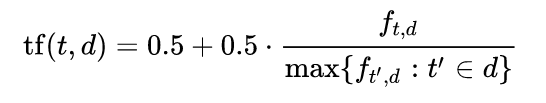 tf(t, d) = 0.5 + 0.5 · f_{t,d} / max{f_{t′,d} : t′ ∈ d}